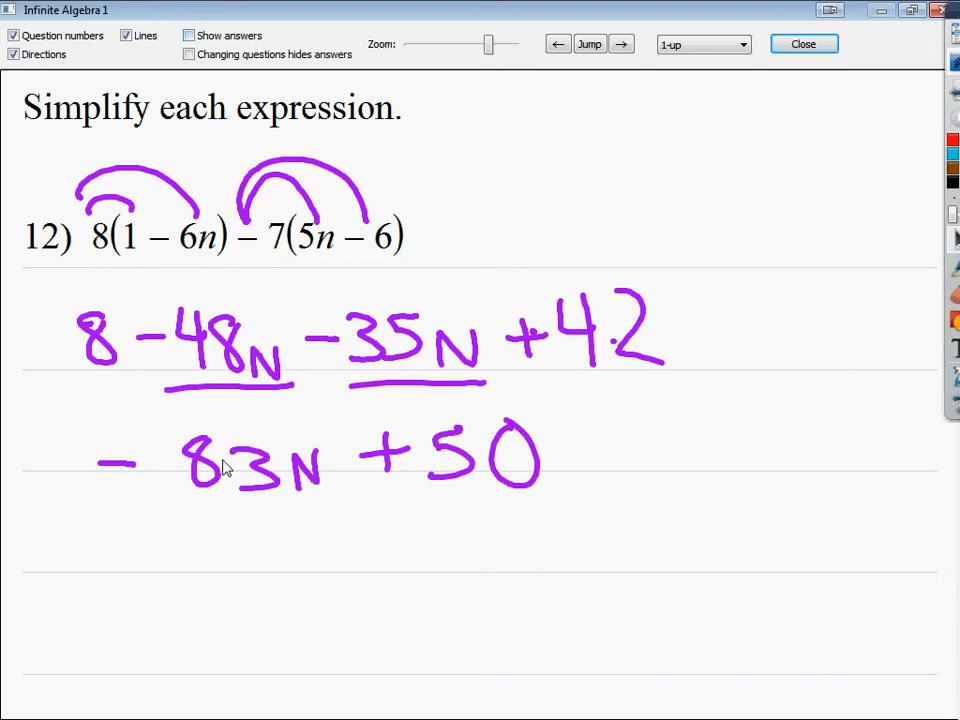 Infinite Algebra 1
Question numbers Lines Show answers
Directions Changing questions hides answers
Zoom: ← Jump → 1-up Close
Simplify each expression.
12) 8(1 – 6n) – 7(5n – 6)
8 - 48N - 35N + 42
- 83N + 50